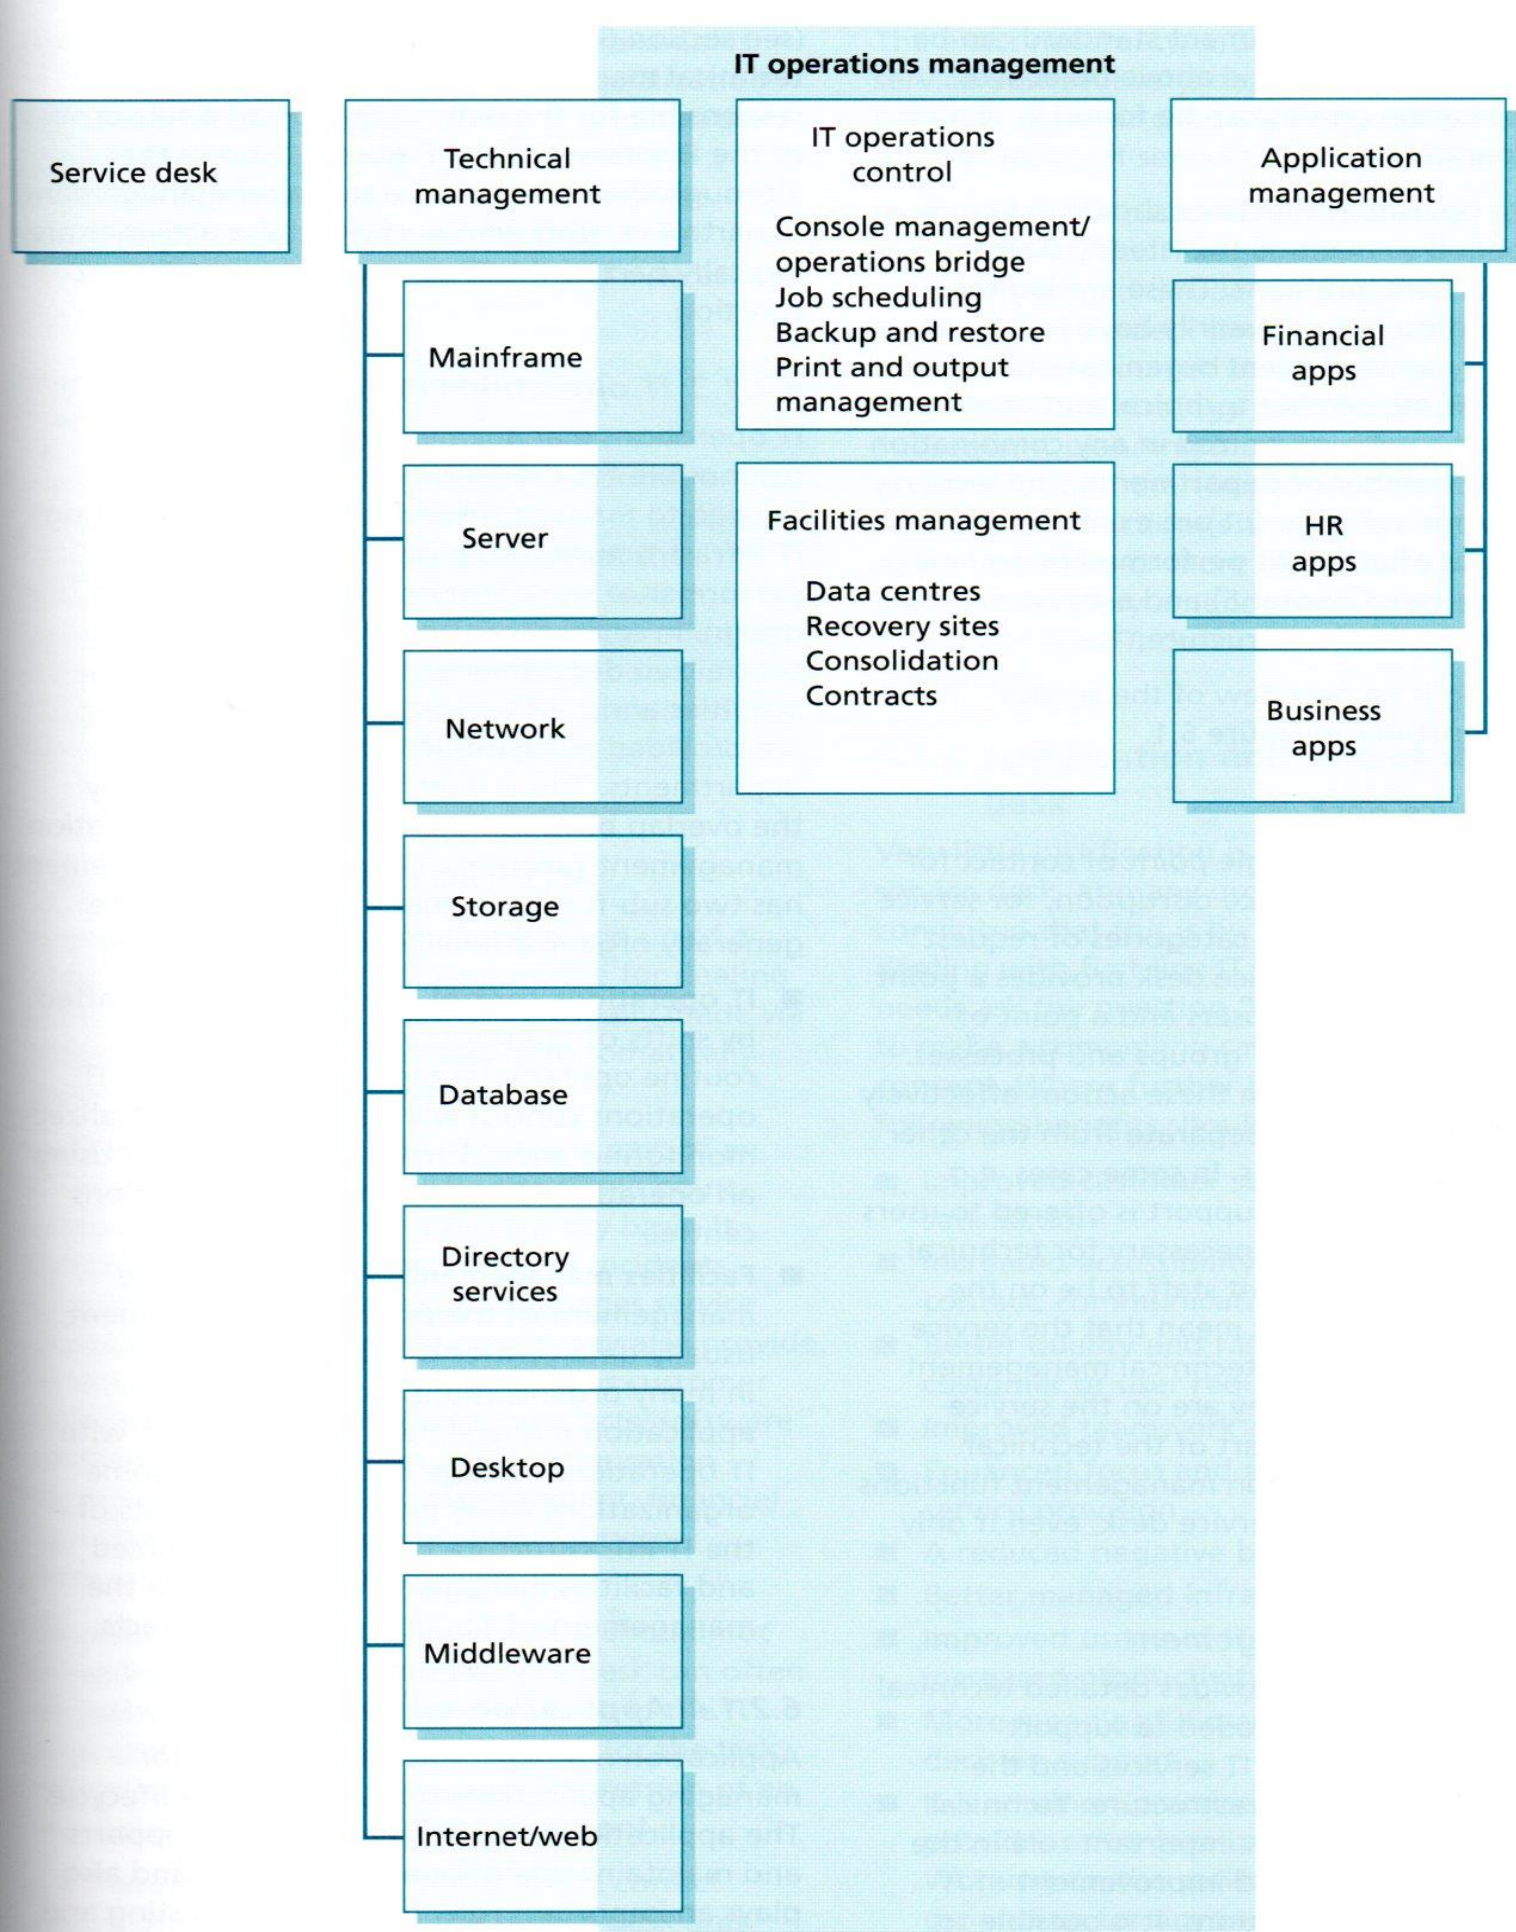 IT operations management
Service desk
Technical
management
Mainframe
Server
Network
Storage
Database
Directory
services
Desktop
Middleware
Internet/web
IT operations
control
Console management/
operations bridge
Job scheduling
Backup and restore
Print and output
management
Facilities management
Data centres
Recovery sites
Consolidation
Contracts
Application
management
Financial
apps
HR
apps
Business
apps